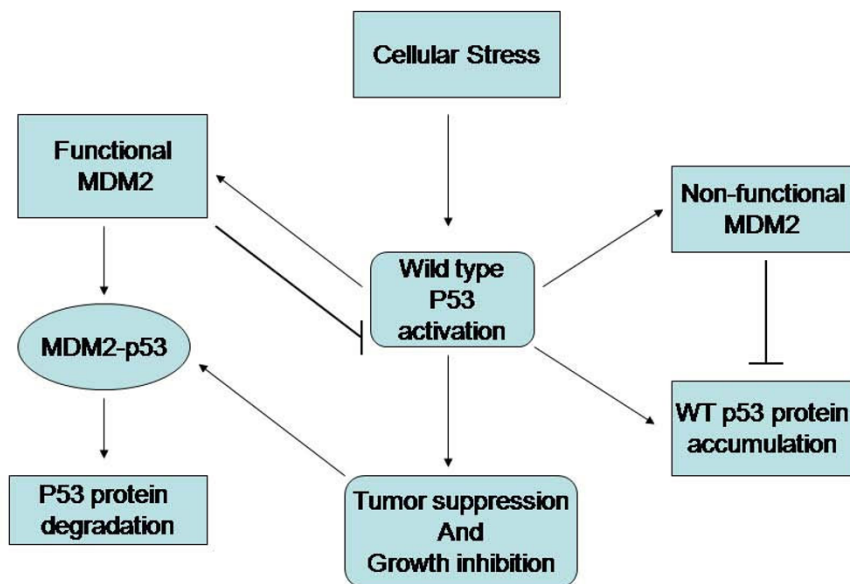 Cellular Stress
Functional
MDM2
Non-functional
MDM2
Wild type
P53
activation
MDM2-p53
WT p53 protein
accumulation
P53 protein
degradation
Tumor suppression
And
Growth inhibition